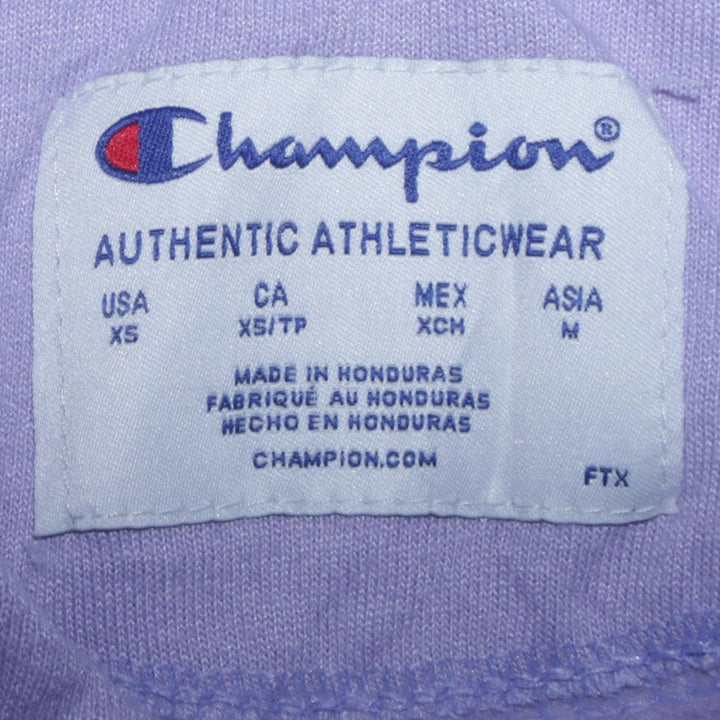 Champion®
AUTHENTIC ATHLETICWEAR
USA CA MEX ASIA
XS XS/TP XCH M
MADE IN HONDURAS
FABRIQUÉ AU HONDURAS
HECHO EN HONDURAS
CHAMPION.COM
FTX